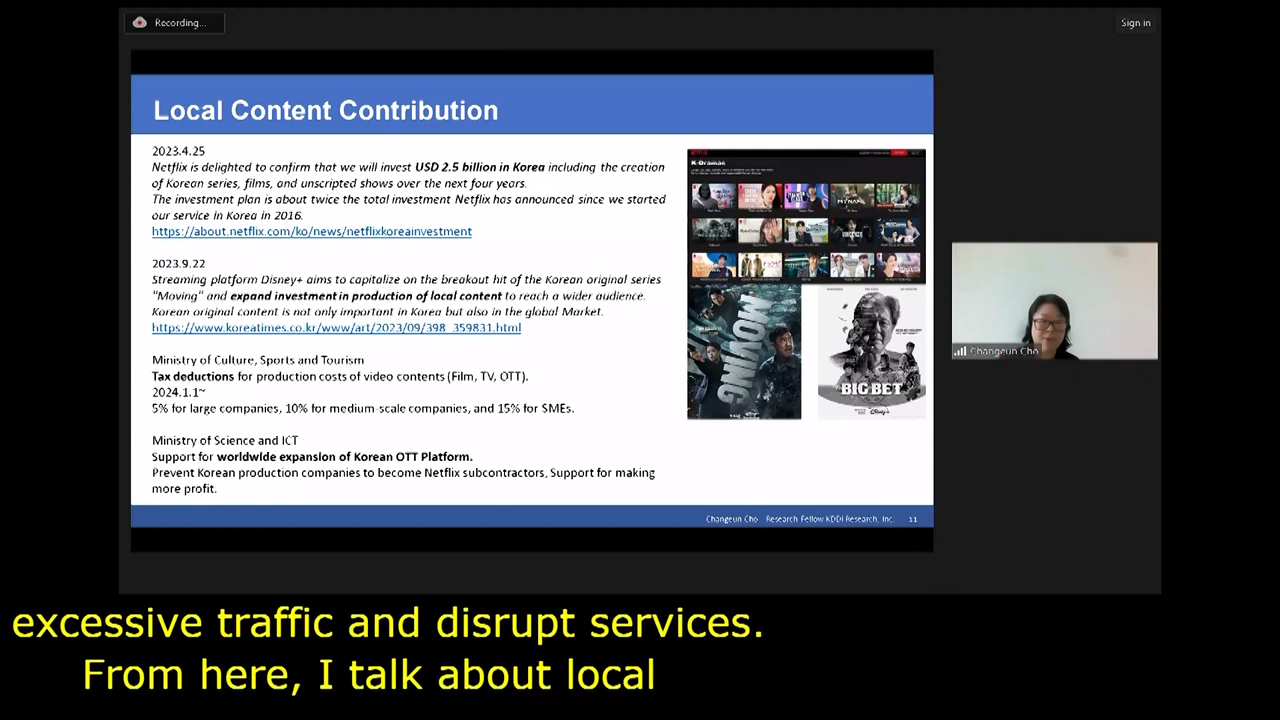 Recording...
Sign in
Local Content Contribution
2023.4.25
Netflix is delighted to confirm that we will invest USD 2.5 billion in Korea including the creation
of Korean series, films, and unscripted shows over the next four years.
The investment plan is about twice the total investment Netflix has announced since we started
our service in Korea in 2016.
https://about.netflix.com/ko/news/netflixkoreainvestment
2023.9.22
Streaming platform Disney+ aims to capitalize on the breakout hit of the Korean original series
"Moving" and expand investment in production of local content to reach a wider audience.
Korean original content is not only important in Korea but also in the global Market.
https://www.koreatimes.co.kr/www/art/2023/09/398_359831.html
Ministry of Culture, Sports and Tourism
Tax deductions for production costs of video contents (Film, TV, OTT).
2024.1.1~
5% for large companies, 10% for medium-scale companies, and 15% for SMEs.
Ministry of Science and ICT
Support for worldwide expansion of Korean OTT Platform.
Prevent Korean production companies to become Netflix subcontractors, Support for making
more profit.
K-Dramas
MY NAME
MOVING
BIG BET
Disney+
Changeun Cho
Changeun Cho Research Fellow KDDI Research, Inc. 11
excessive traffic and disrupt services.
From here, I talk about local